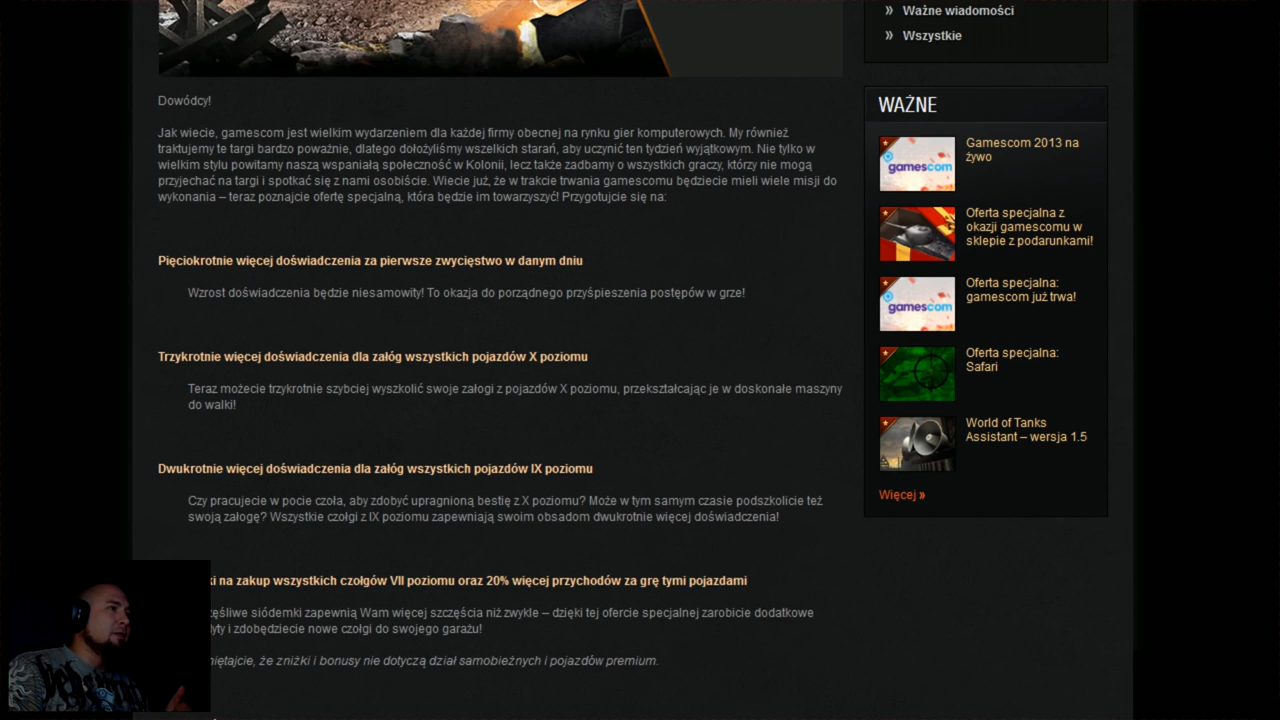 Ważne wiadomości
Wszystkie
Dowódcy!
Jak wiecie, gamescom jest wielkim wydarzeniem dla każdej firmy obecnej na rynku gier komputerowych. My również
traktujemy te targi bardzo poważnie, dlatego dołożyliśmy wszelkich starań, aby uczynić ten tydzień wyjątkowym. Nie tylko w
wielkim stylu powitamy naszą wspaniałą społeczność w Kolonii, lecz także zadbamy o wszystkich graczy, którzy nie mogą
przyjechać na targi i spotkać się z nami osobiście. Wiecie już, że w trakcie trwania gamescomu będziecie mieli wiele misji do
wykonania – teraz poznajcie ofertę specjalną, która będzie im towarzyszyć! Przygotujcie się na:
Pięciokrotnie więcej doświadczenia za pierwsze zwycięstwo w danym dniu
Wzrost doświadczenia będzie niesamowity! To okazja do porządnego przyśpieszenia postępów w grze!
Trzykrotnie więcej doświadczenia dla załóg wszystkich pojazdów X poziomu
Teraz możecie trzykrotnie szybciej wyszkolić swoje załogi z pojazdów X poziomu, przekształcając je w doskonałe maszyny
do walki!
Dwukrotnie więcej doświadczenia dla załóg wszystkich pojazdów IX poziomu
Czy pracujecie w pocie czoła, aby zdobyć upragnioną bestię z X poziomu? Może w tym samym czasie podszkolicie też
swoją załogę? Wszystkie czołgi z IX poziomu zapewniają swoim obsadom dwukrotnie więcej doświadczenia!
na zakup wszystkich czołgów VII poziomu oraz 20% więcej przychodów za grę tymi pojazdami
siódemki zapewnią Wam więcej szczęścia niż zwykle – dzięki tej ofercie specjalnej zarobicie dodatkowe
i zdobędziecie nowe czołgi do swojego garażu!
że zniżki i bonusy nie dotyczą dział samobieżnych i pojazdów premium.
WAŻNE
gamescom
Gamescom 2013 na
żywo
Oferta specjalna z
okazji gamescomu w
sklepie z podarunkami!
gamescom
Oferta specjalna:
gamescom już trwa!
Oferta specjalna:
Safari
World of Tanks
Assistant – wersja 1.5
Więcej »